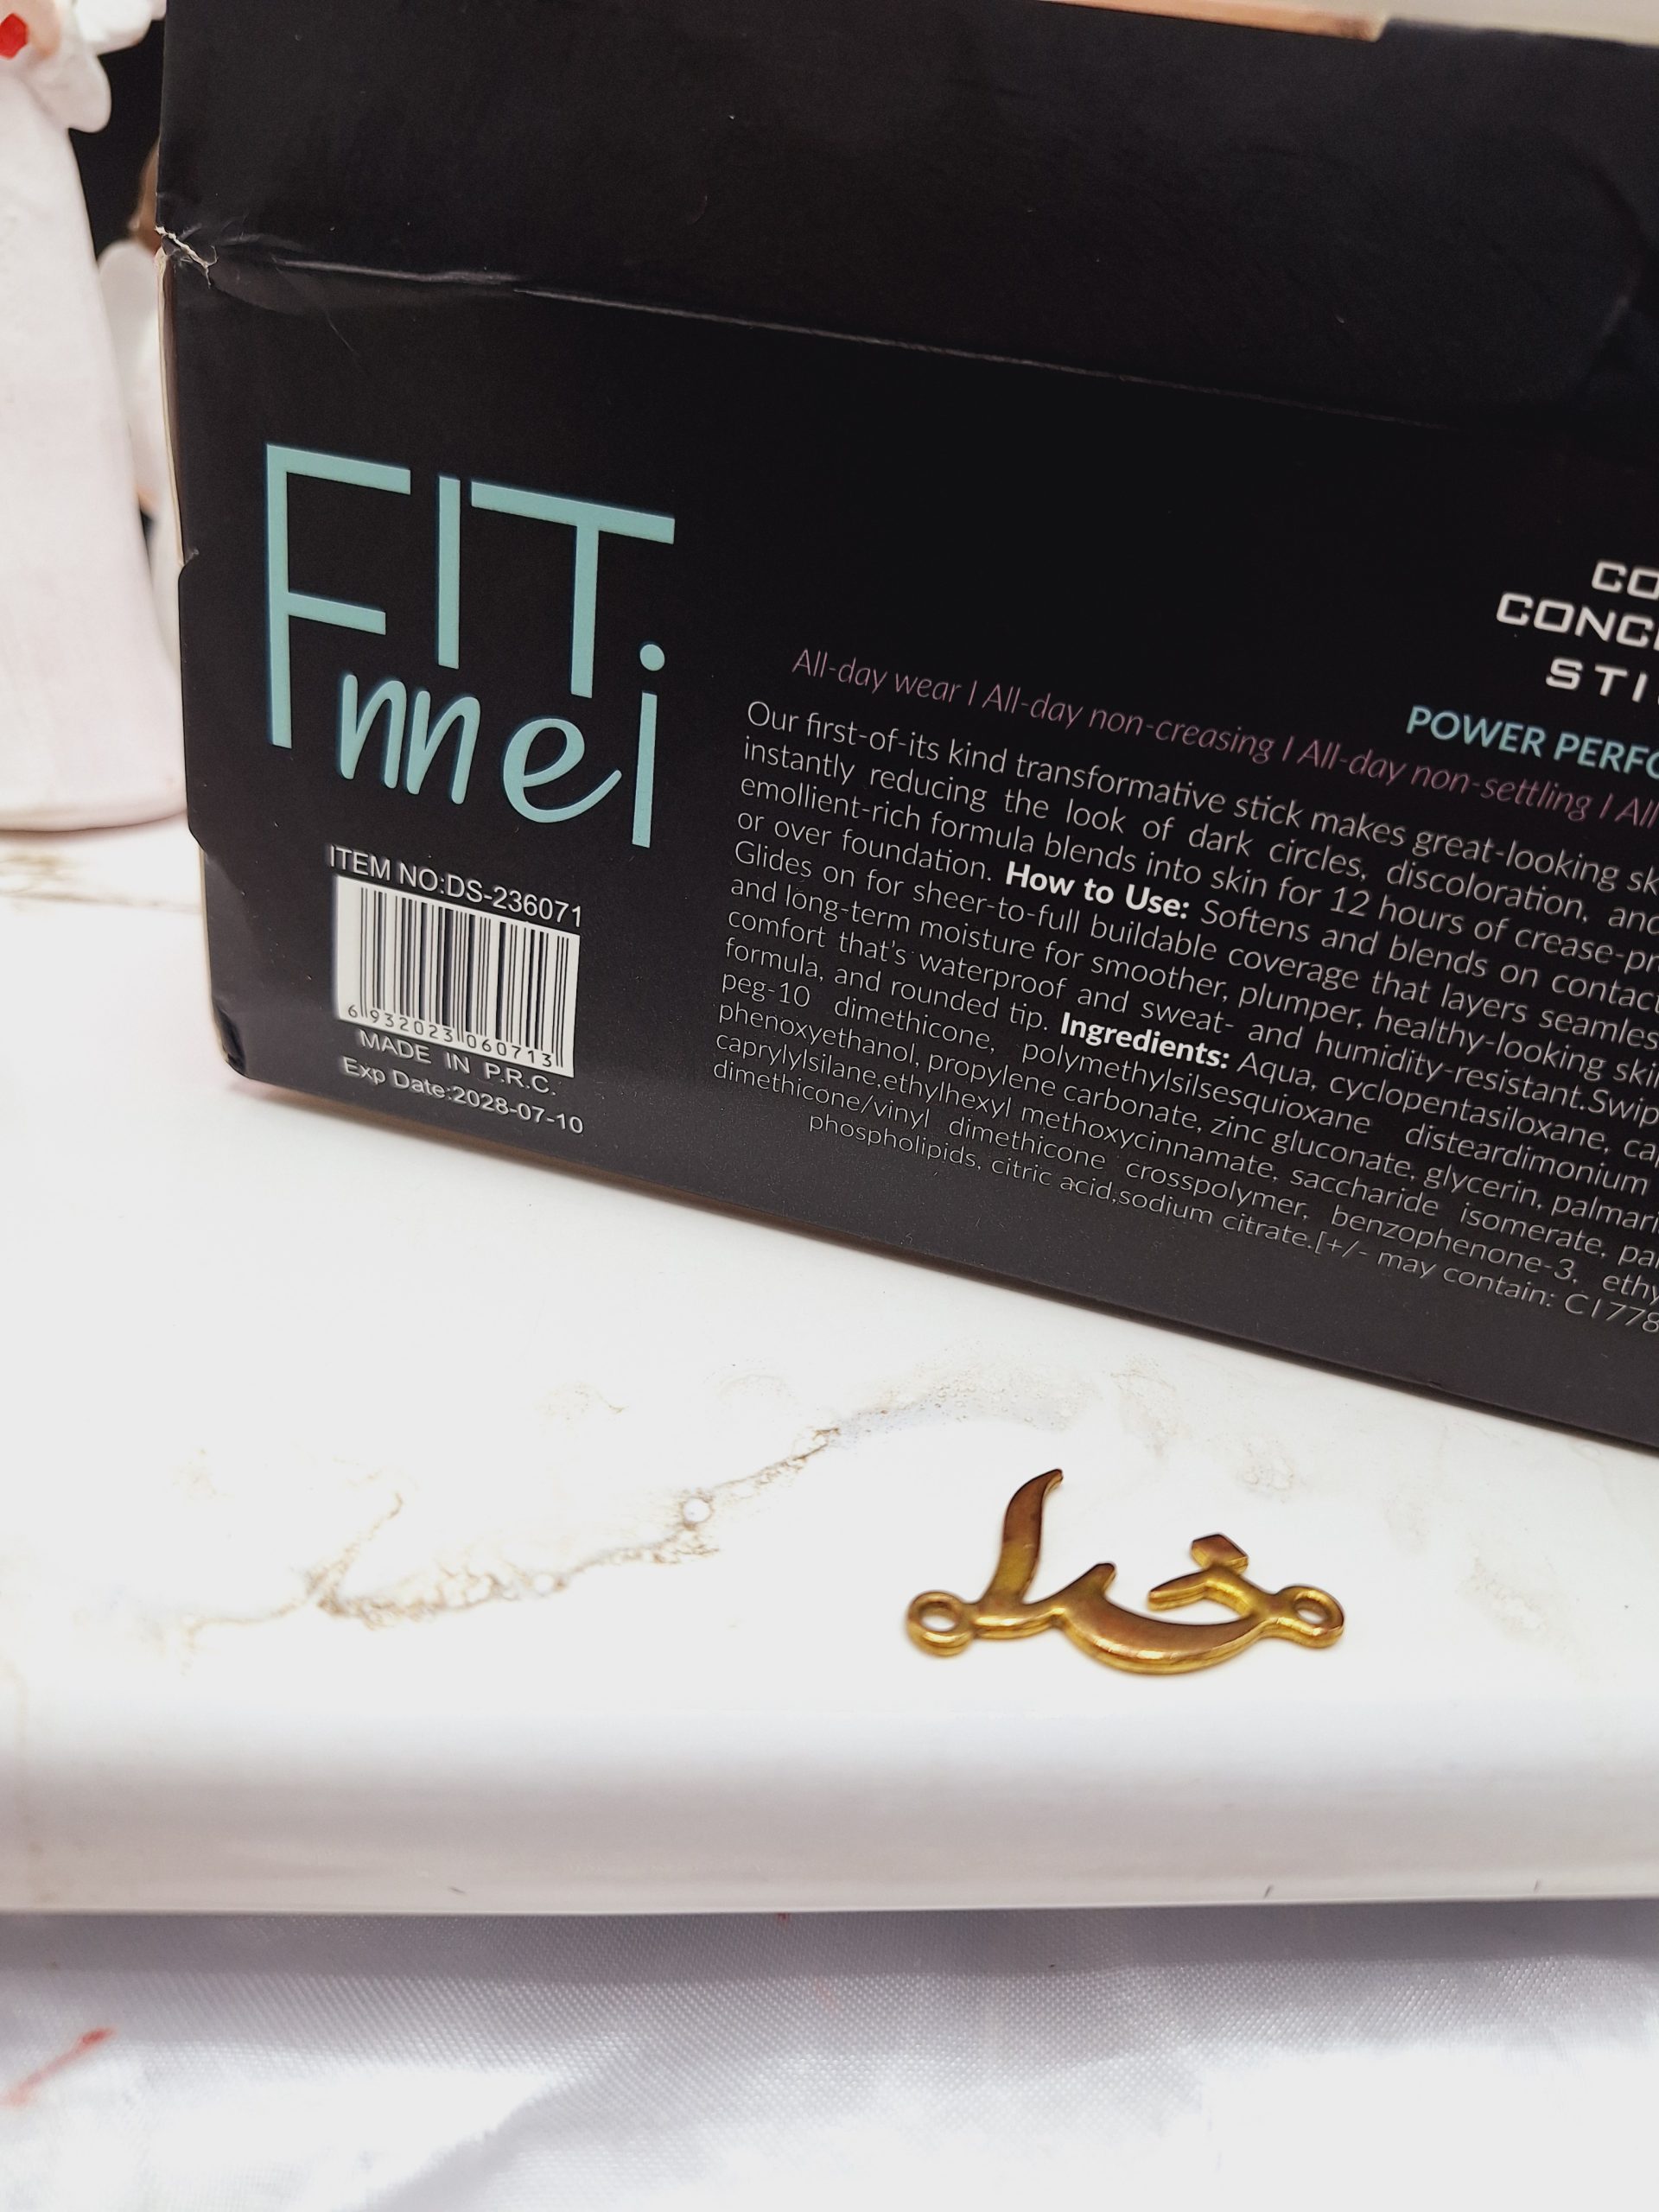 FIT
mnei
ITEM NO:DS-236071
6 932023 060713
MADE IN P.R.C.
Exp Date:2028-07-10
CO
CONC
STI
POWER PERFO
All-day wear I All-day non-creasing I All-day non-settling I All
Our first-of-its kind transformative stick makes great-looking sk
instantly reducing the look of dark circles, discoloration, and
emollient-rich formula blends into skin for 12 hours of crease-pr
or over foundation. How to Use: Softens and blends on contact
Glides on for sheer-to-full buildable coverage that layers seamles
and long-term moisture for smoother, plumper, healthy-looking skin
comfort that's waterproof and sweat- and humidity-resistant.Swip
formula, and rounded tip. Ingredients: Aqua, cyclopentasiloxane, ca
peg-10 dimethicone, polymethylsilsesquioxane disteardimonium
phenoxyethanol, propylene carbonate, zinc gluconate, glycerin, palmari
caprylylsilane,ethylhexyl methoxycinnamate, saccharide isomerate, pa
dimethicone/vinyl dimethicone crosspolymer, benzophenone-3, ethy
phospholipids, citric acid,sodium citrate.[+/- may contain: CI 778
خدا